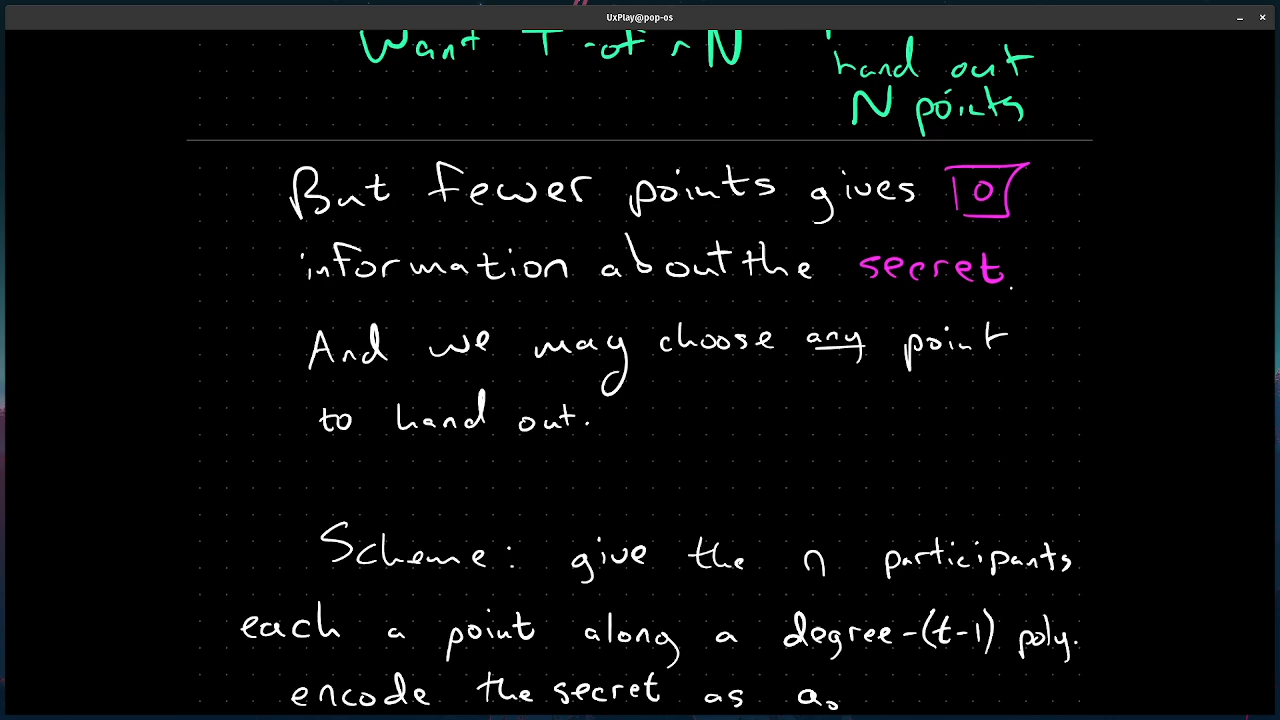 UxPlay@pop-os
Want T-of-N
hand out
N points
But fewer points gives 0
information about the secret.
And we may choose any point
to hand out.
Scheme: give the n participants
each a point along a degree-(t-1) poly.
encode the secret as a₀